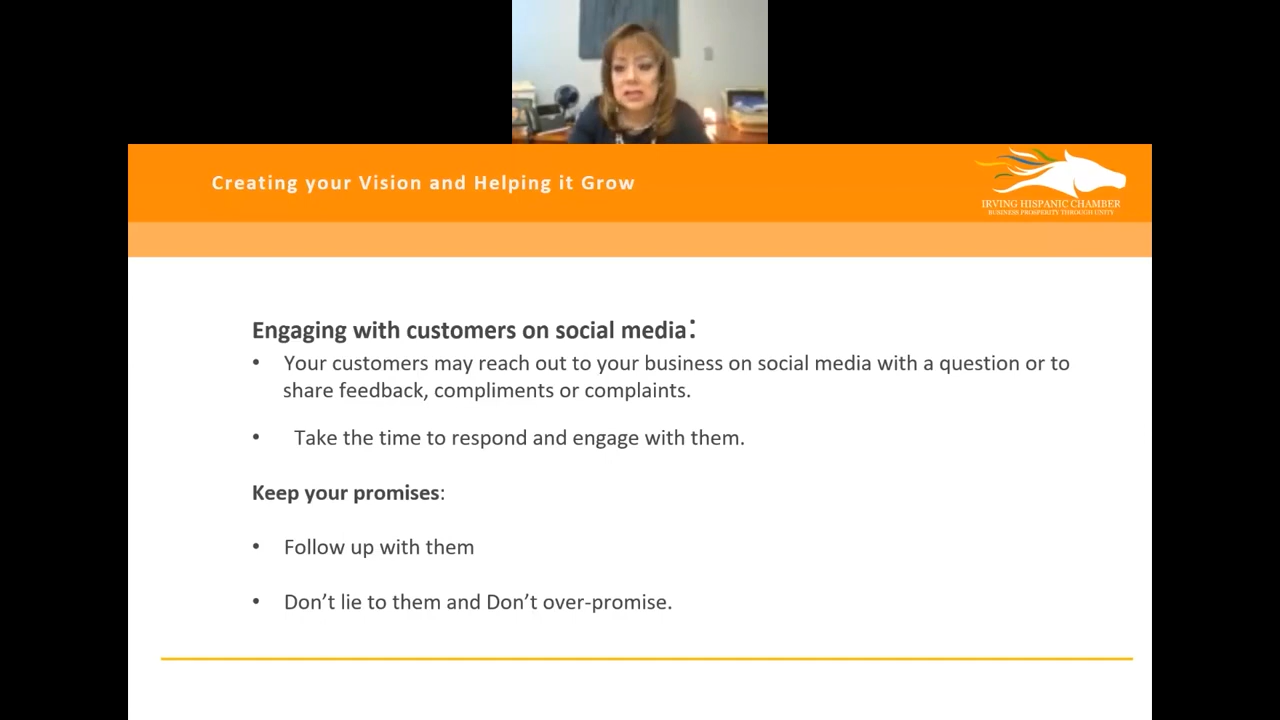 Creating your Vision and Helping it Grow
IRVING HISPANIC CHAMBER
BUSINESS PROSPERITY THROUGH UNITY
Engaging with customers on social media:
• Your customers may reach out to your business on social media with a question or to
share feedback, compliments or complaints.
• Take the time to respond and engage with them.
Keep your promises:
• Follow up with them
• Don’t lie to them and Don’t over-promise.